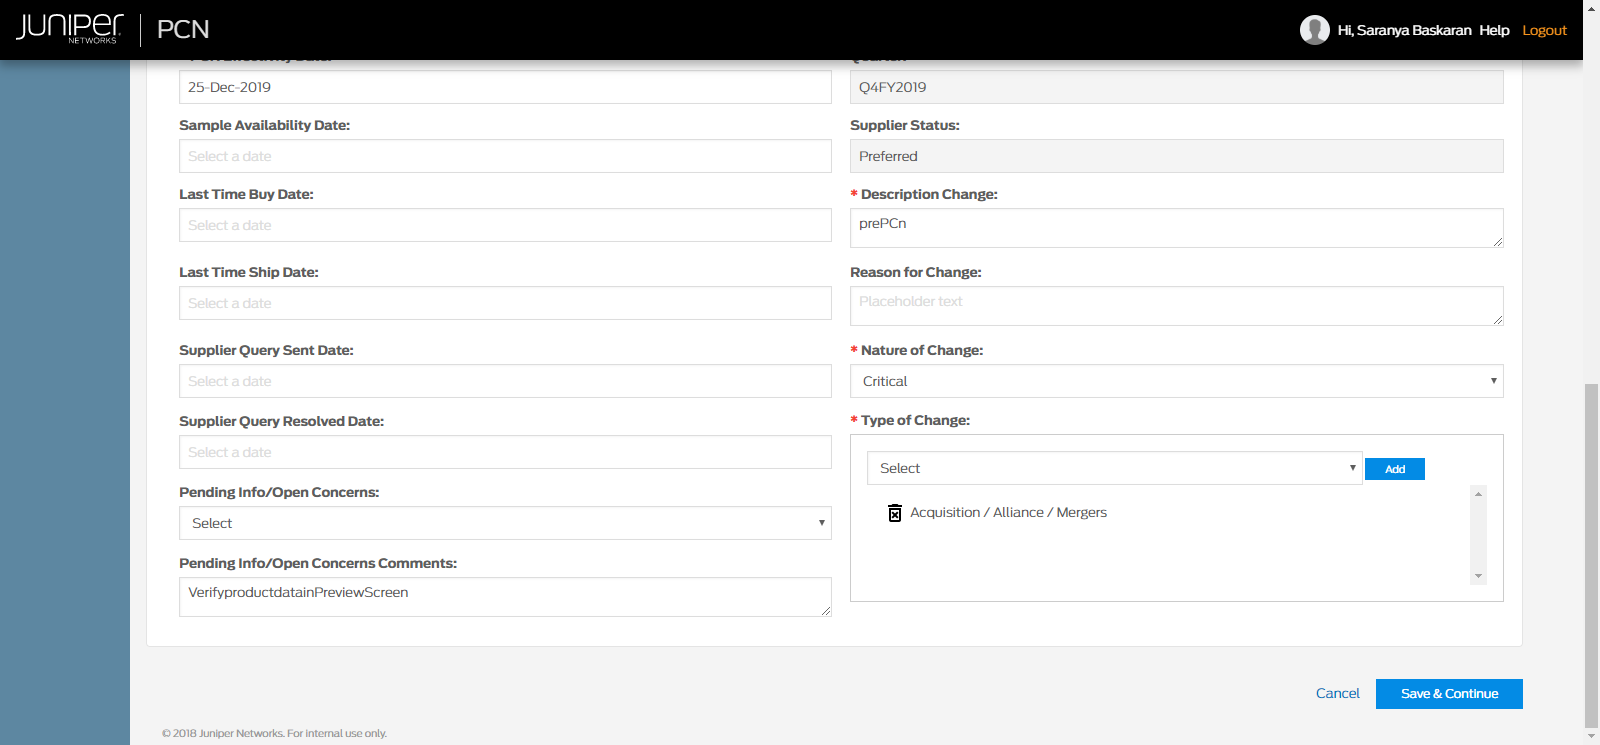 JUNIPER
NETWORKS
PCN
Hi, Saranya Baskaran Help Logout
25-Dec-2019
Q4FY2019
Sample Availability Date:
Select a date
Supplier Status:
Preferred
Last Time Buy Date:
Select a date
* Description Change:
prePCn
Last Time Ship Date:
Select a date
Reason for Change:
Placeholder text
Supplier Query Sent Date:
Select a date
* Nature of Change:
Critical
Supplier Query Resolved Date:
Select a date
* Type of Change:
Select
Add
Acquisition / Alliance / Mergers
Pending Info/Open Concerns:
Select
Pending Info/Open Concerns Comments:
VerifyproductdatainPreviewScreen
Cancel
Save & Continue
© 2018 Juniper Networks. For internal use only.